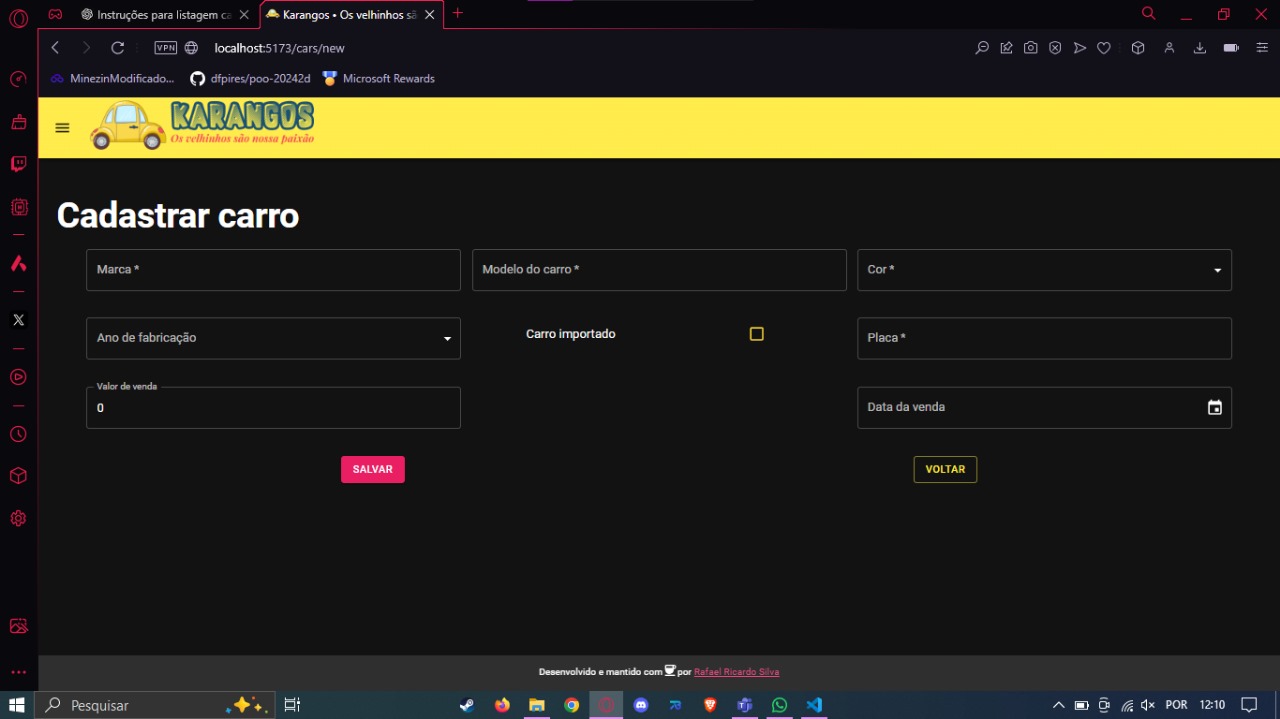 Instruções para listagem ca
Karangos • Os velhinhos sã
VPN
localhost:5173/cars/new
MinezinModificado...
dfpires/poo-20242d
Microsoft Rewards
KARANGOS
Os velhinhos são nossa paixão
Cadastrar carro
Marca *
Modelo do carro *
Cor *
Ano de fabricação
Carro importado
Placa *
Valor de venda
0
Data da venda
SALVAR
VOLTAR
Desenvolvido e mantido com por Rafael Ricardo Silva
Pesquisar
POR
12:10